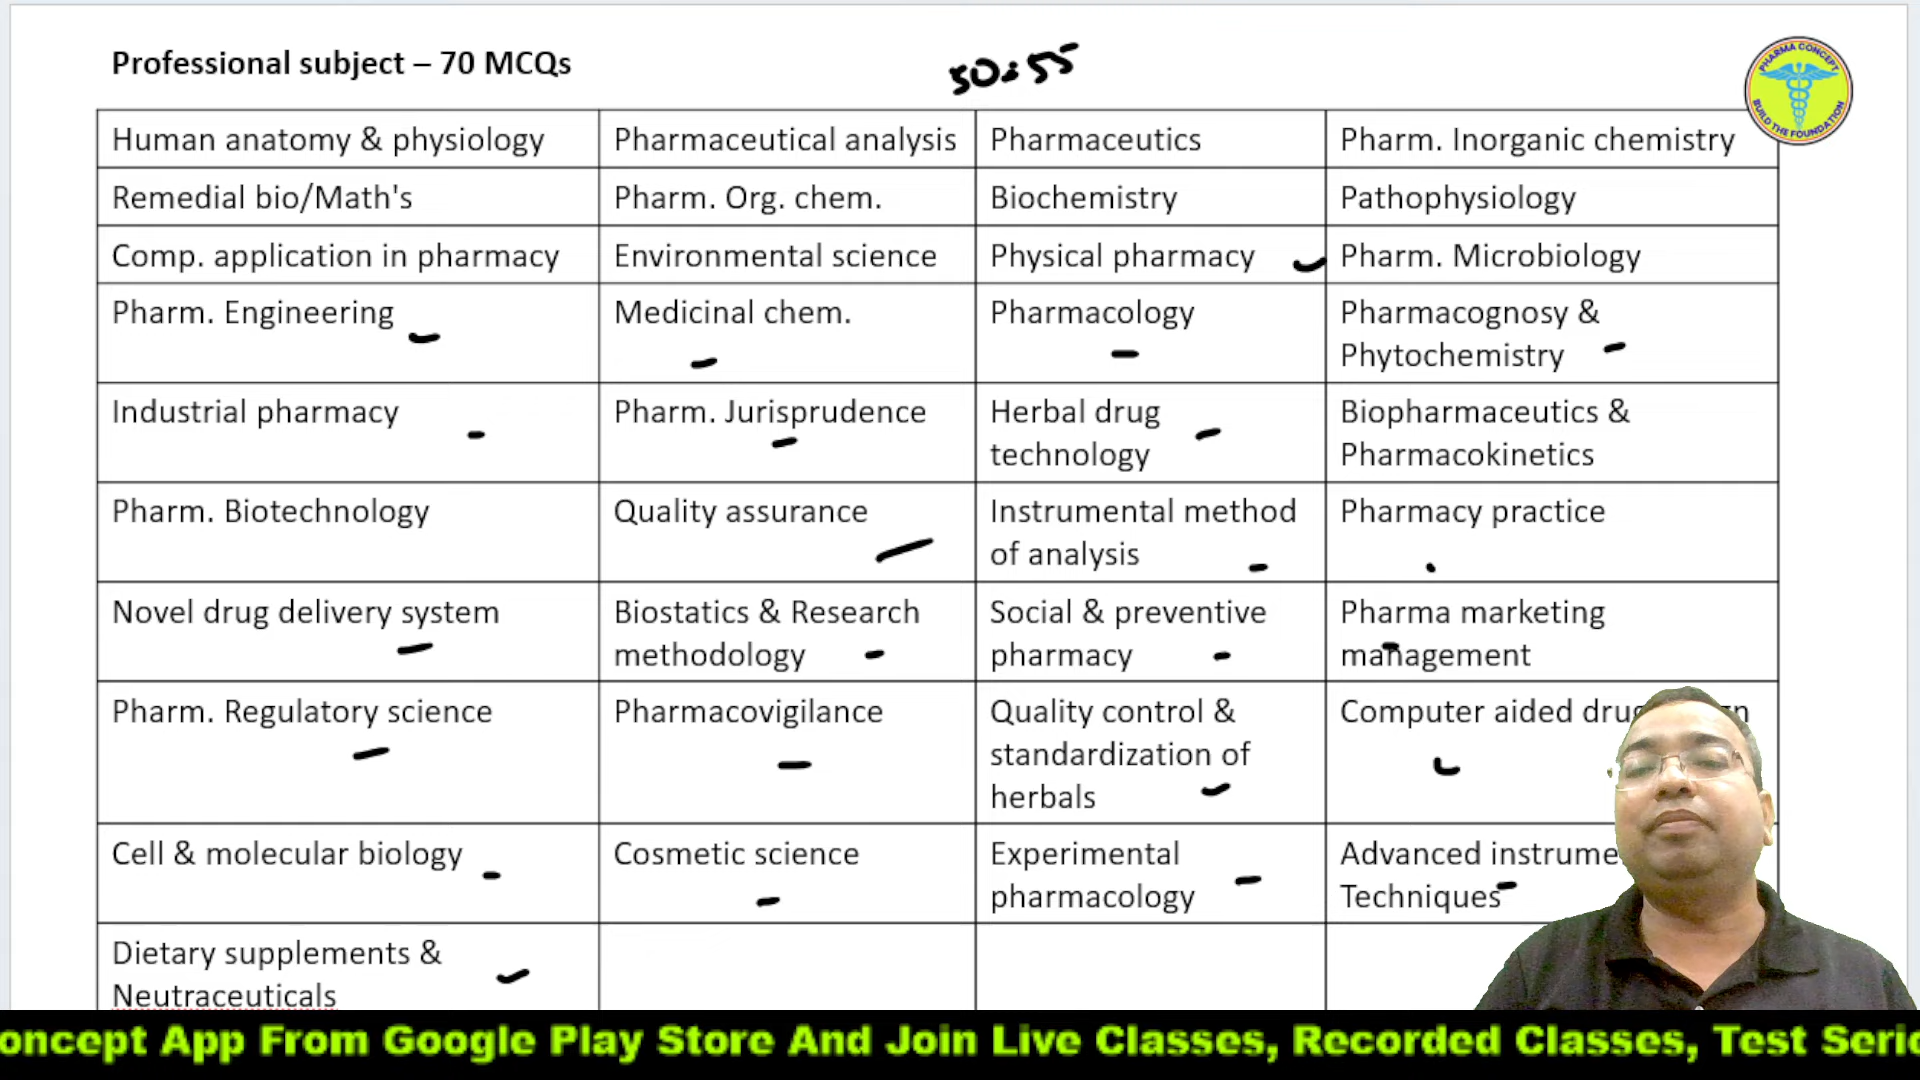 Professional subject – 70 MCQs
50-55
PHARMA CONCEPT
BUILD THE FOUNDATION
Human anatomy & physiology
Pharmaceutical analysis
Pharmaceutics
Pharm. Inorganic chemistry
Remedial bio/Math's
Pharm. Org. chem.
Biochemistry
Pathophysiology
Comp. application in pharmacy
Environmental science
Physical pharmacy
Pharm. Microbiology
Pharm. Engineering
Medicinal chem.
Pharmacology
Pharmacognosy &
Phytochemistry
Industrial pharmacy
Pharm. Jurisprudence
Herbal drug
technology
Biopharmaceutics &
Pharmacokinetics
Pharm. Biotechnology
Quality assurance
Instrumental method
of analysis
Pharmacy practice
Novel drug delivery system
Biostatics & Research
methodology
Social & preventive
pharmacy
Pharma marketing
management
Pharm. Regulatory science
Pharmacovigilance
Quality control &
standardization of
herbals
Computer aided
Cell & molecular biology
Cosmetic science
Experimental
pharmacology
Advanced
Techniques
Dietary supplements &
Neutraceuticals
oncept App From Google Play Store And Join Live Classes, Recorded Classes, Test Seri